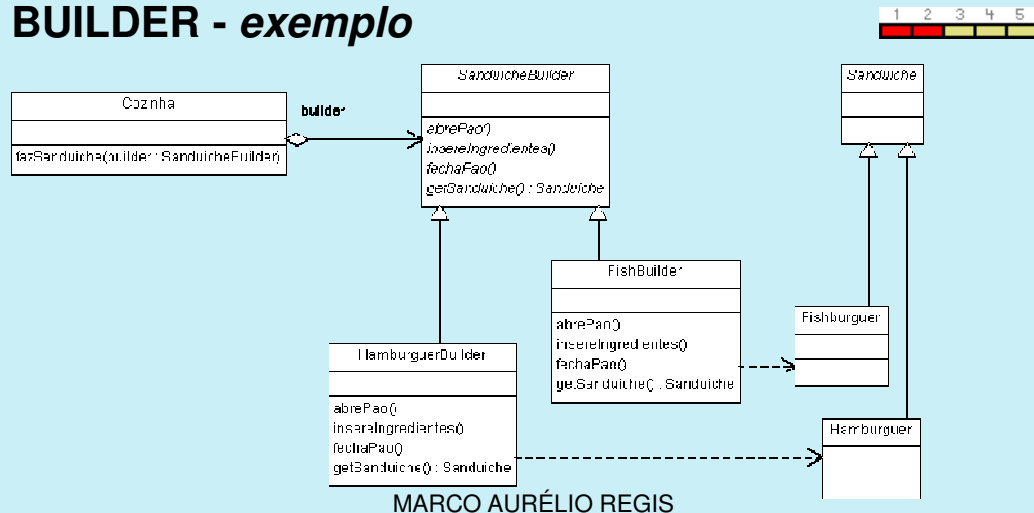 BUILDER - exemplo
1 2 3 4 5
SanduicheBuilder
abrePao()
insereIngredientes()
fechaPao()
getSanduiche() : Sanduiche
Sanduiche
Cozinha
fazSanduiche(builder : SanduicheBuilder)
builder
FishBuilder
abrePao()
insereIngredientes()
fechaPao()
getSanduiche() : Sanduiche
Fishburguer
HamburguerBuilder
abrePao()
insereIngredientes()
fechaPao()
getSanduiche() : Sanduiche
Hamburguer
MARCO AURÉLIO REGIS